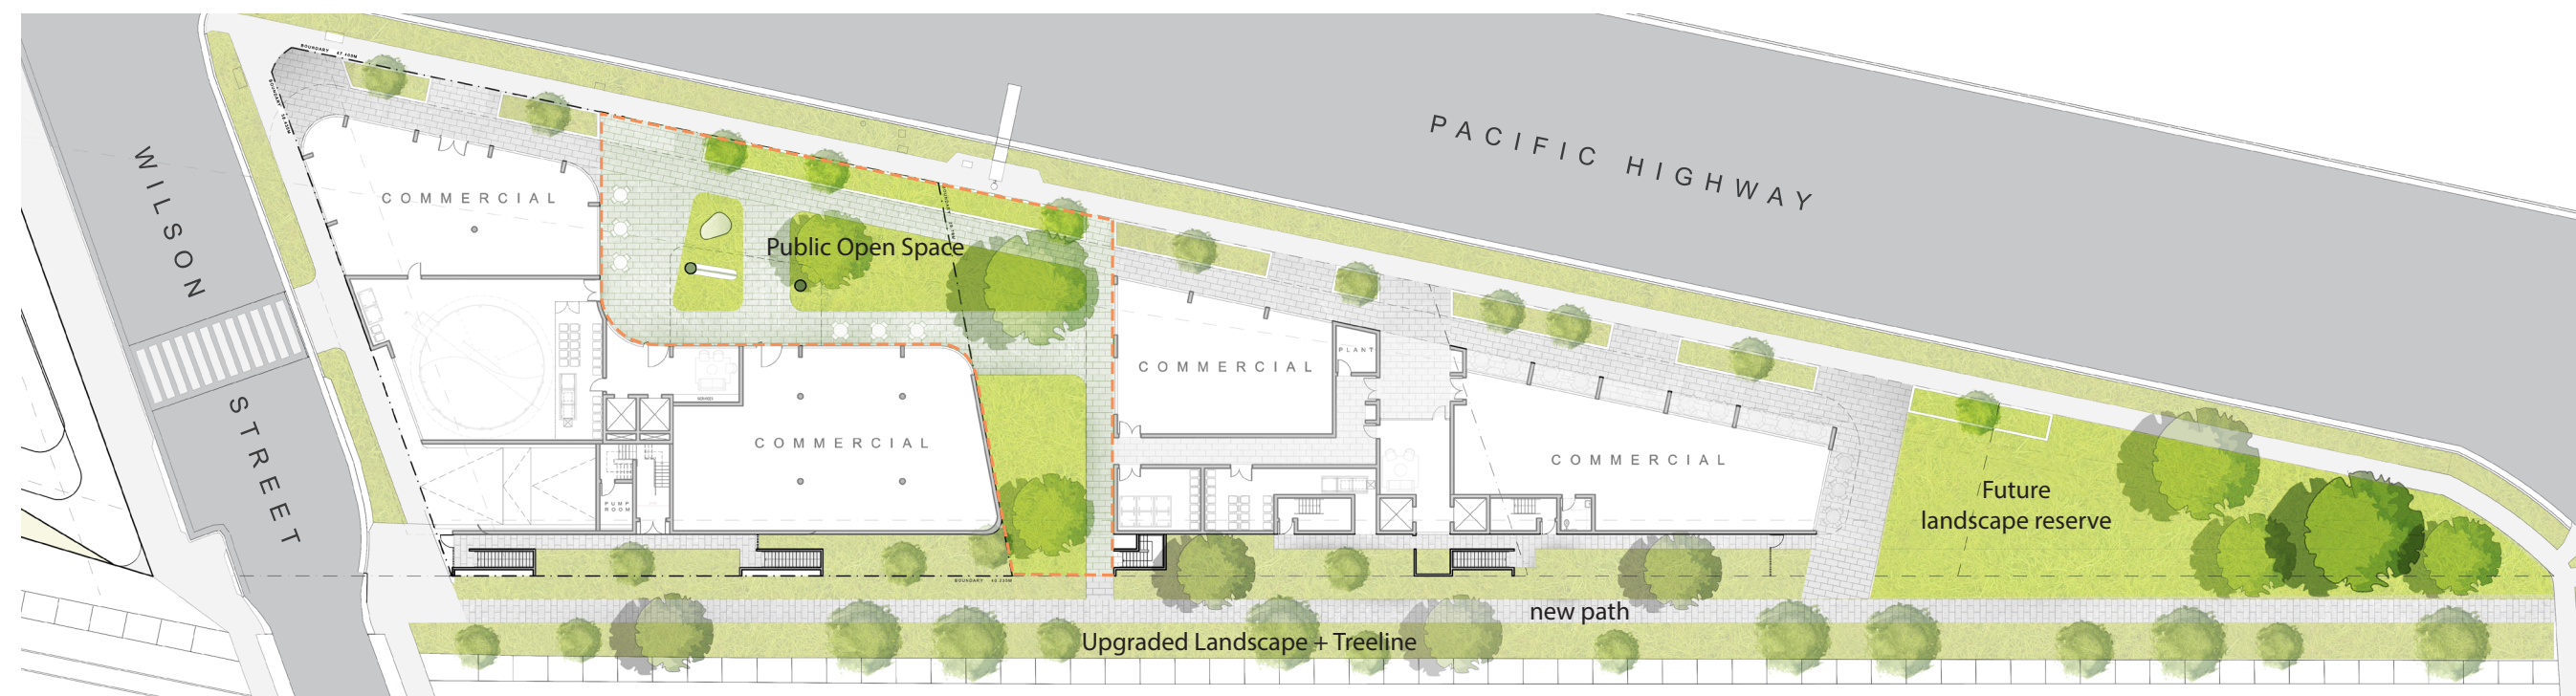 WILSON
STREET
PACIFIC HIGHWAY
COMMERCIAL
Public Open Space
COMMERCIAL
PLANT
COMMERCIAL
COMMERCIAL
PUMP
ROOM
Future
landscape reserve
new path
Upgraded Landscape + Treeline